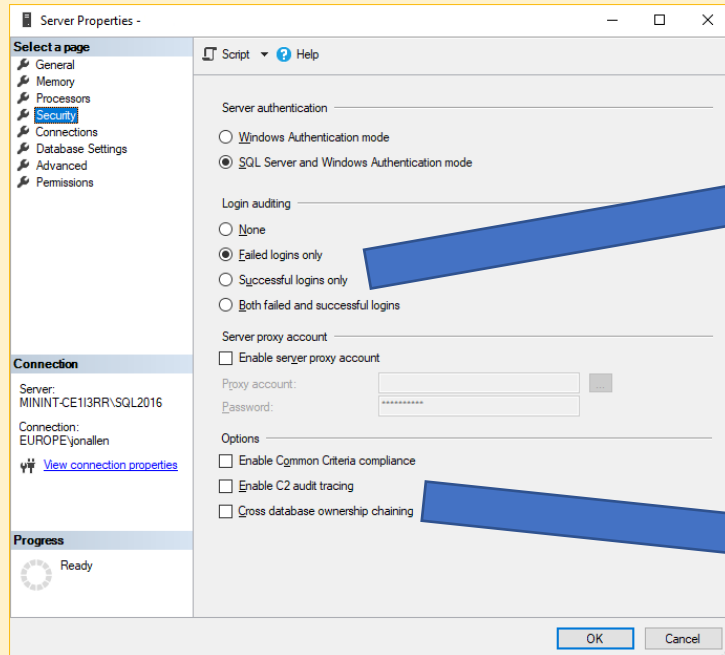 Server Properties -
Select a page
General
Memory
Processors
Security
Connections
Database Settings
Advanced
Permissions
Connection
Server:
MININT-CE1I3RR\SQL2016
Connection:
EUROPE\jonallen
View connection properties
Progress
Ready
Script Help
Server authentication
Windows Authentication mode
SQL Server and Windows Authentication mode
Login auditing
None
Failed logins only
Successful logins only
Both failed and successful logins
Server proxy account
Enable server proxy account
Proxy account:
...
Password: **********
Options
Enable Common Criteria compliance
Enable C2 audit tracing
Cross database ownership chaining
OK Cancel